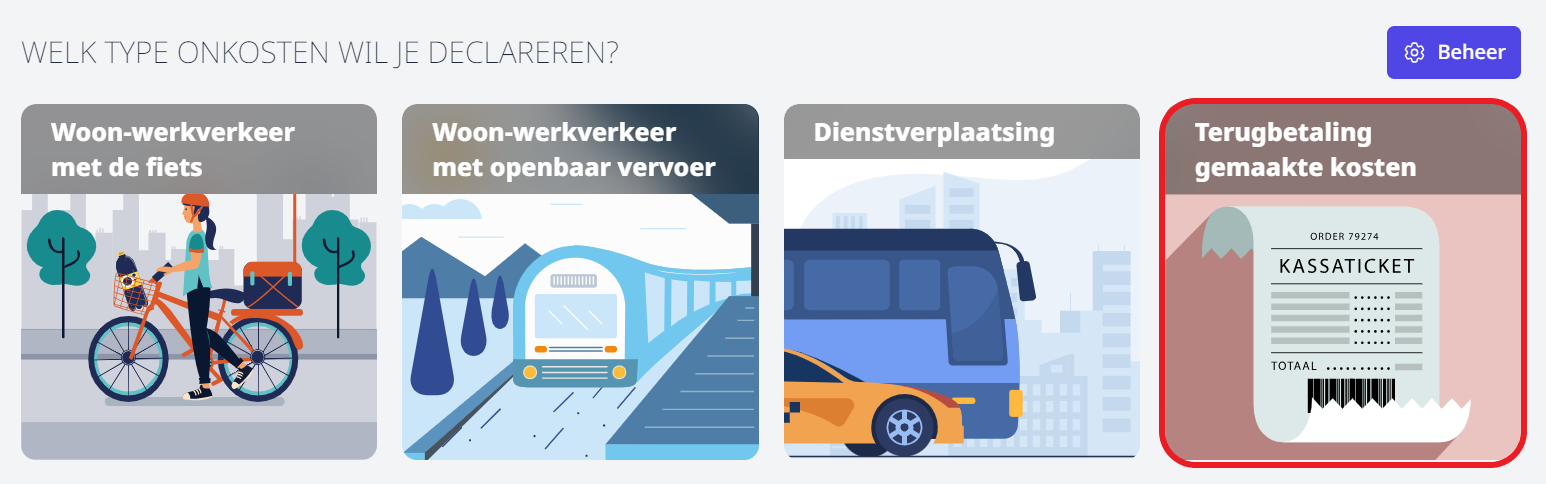 WELK TYPE ONKOSTEN WIL JE DECLAREREN?
Beheer
Woon-werkverkeer
met de fiets
Woon-werkverkeer
met openbaar vervoer
Dienstverplaatsing
Terugbetaling
gemaakte kosten
ORDER 79274
KASSATICKET
TOTAAL